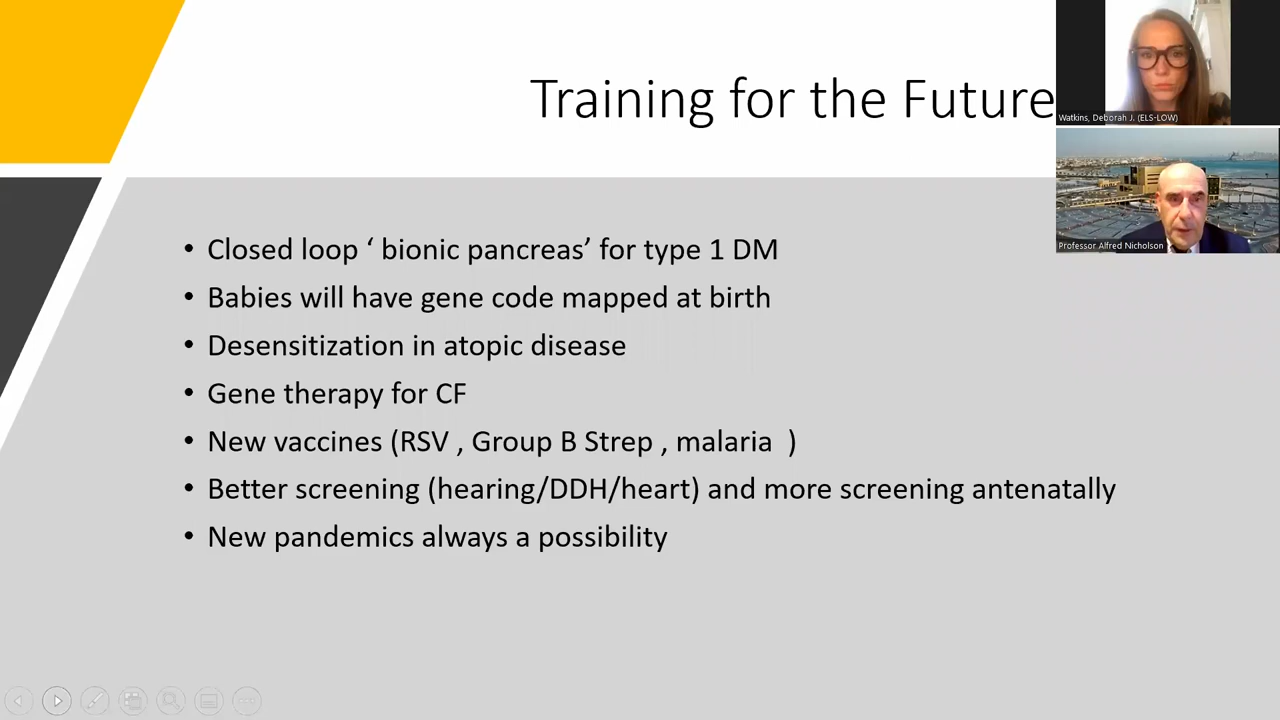 Training for the Future
Watkins, Deborah J. (ELS-LOW)
Professor Alfred Nicholson
• Closed loop ‘ bionic pancreas’ for type 1 DM
• Babies will have gene code mapped at birth
• Desensitization in atopic disease
• Gene therapy for CF
• New vaccines (RSV , Group B Strep , malaria  )
• Better screening (hearing/DDH/heart) and more screening antenatally
• New pandemics always a possibility